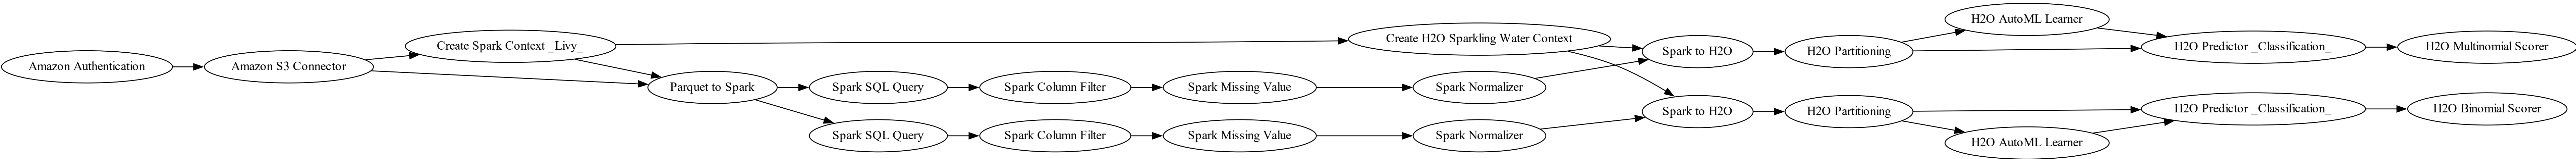 Amazon Authentication
Amazon S3 Connector
Create Spark Context _Livy_
Parquet to Spark
Spark SQL Query
Spark Column Filter
Spark Missing Value
Spark Normalizer
Spark SQL Query
Spark Column Filter
Spark Missing Value
Spark Normalizer
Create H2O Sparkling Water Context
Spark to H2O
H2O Partitioning
H2O AutoML Learner
H2O Predictor _Classification_
H2O Multinomial Scorer
Spark to H2O
H2O Partitioning
H2O AutoML Learner
H2O Predictor _Classification_
H2O Binomial Scorer